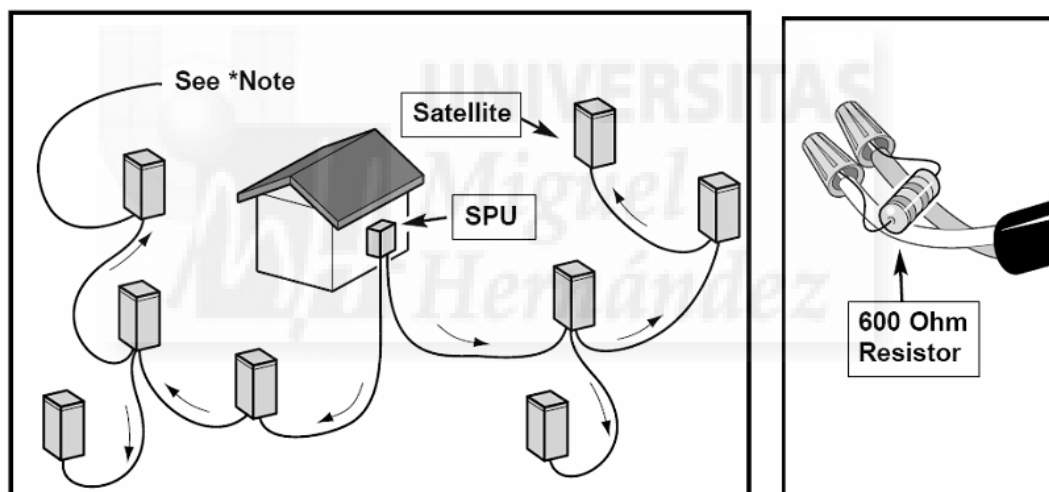 See *Note
Satellite
SPU
600 Ohm
Resistor
UNIVERSITAS
Miguel
Hernández